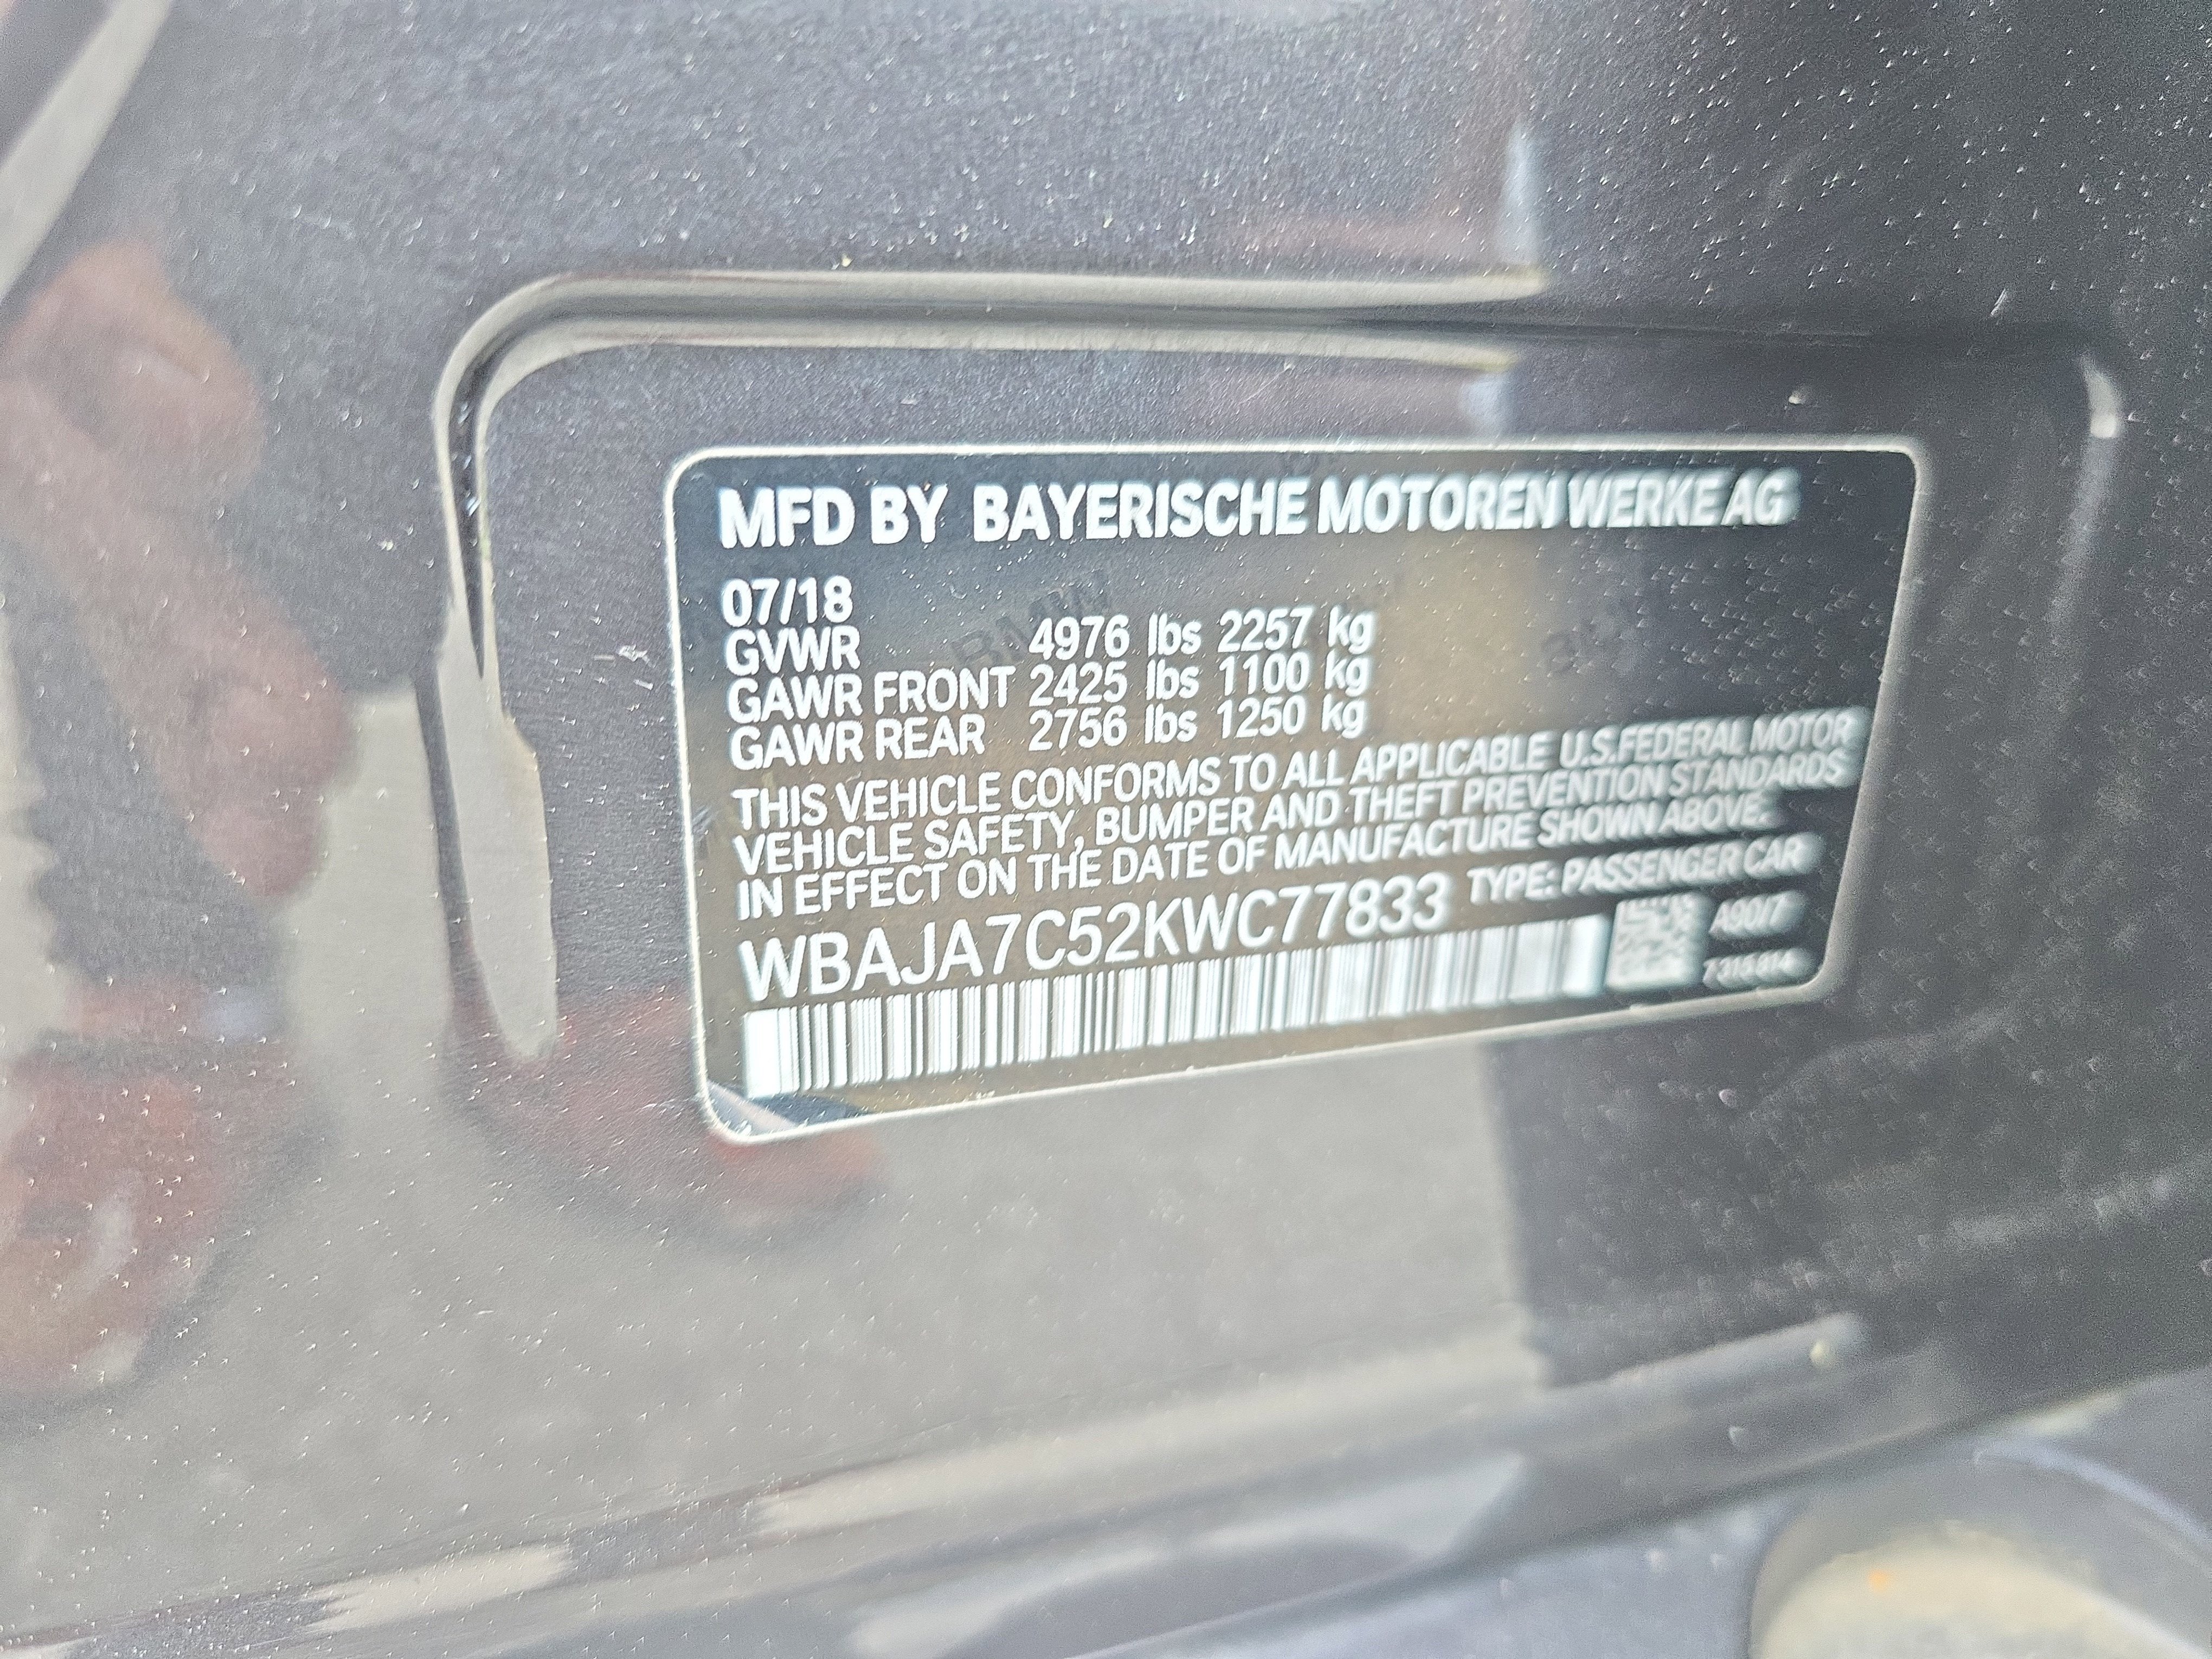 MFD BY BAYERISCHE MOTOREN WERKE AG
07/18
GVWR 4976 lbs 2257 kg
GAWR FRONT 2425 lbs 1100 kg
GAWR REAR 2756 lbs 1250 kg
THIS VEHICLE CONFORMS TO ALL APPLICABLE U.S.FEDERAL MOTOR
VEHICLE SAFETY, BUMPER AND THEFT PREVENTION STANDARDS
IN EFFECT ON THE DATE OF MANUFACTURE SHOWN ABOVE.
WBAJA7C52KWC77833 TYPE: PASSENGER CAR
A90/7